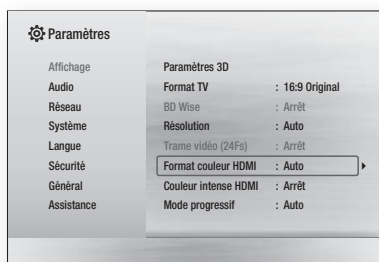 Paramètres
Affichage
Audio
Réseau
Système
Langue
Sécurité
Général
Assistance
Paramètres 3D
Format TV : 16:9 Original
BD Wise : Arrêt
Résolution : Auto
Trame vidéo (24Fs) : Arrêt
Format couleur HDMI : Auto
Couleur intense HDMI : Arrêt
Mode progressif : Auto